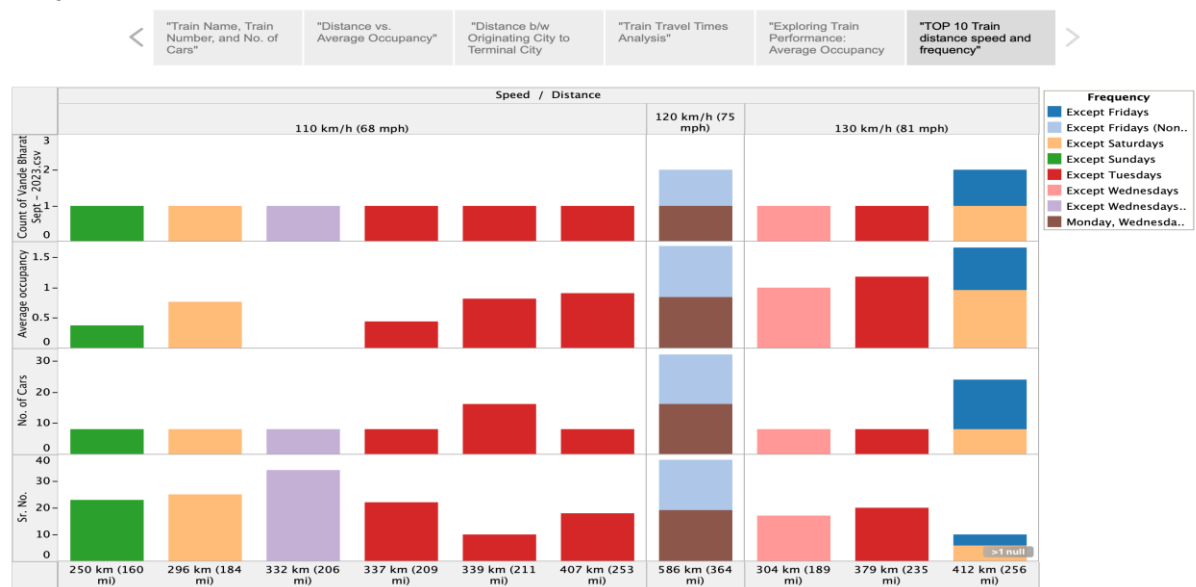 "Train Name, Train
Number, and No. of
Cars"
"Distance vs.
Average Occupancy"
"Distance b/w
Originating City to
Terminal City
"Train Travel Times
Analysis"
"Exploring Train
Performance:
Average Occupancy
"TOP 10 Train
distance speed and
frequency"
Speed / Distance
110 km/h (68 mph)
120 km/h (75
mph)
130 km/h (81 mph)
Count of Vande Bharat
Sept - 2023.csv
3
2
1
0
Average occupancy
1.5
1
0.5
0
No. of Cars
30
20
10
0
Sr. No.
40
30
20
10
0
>1 null
250 km (160
mi)
296 km (184
mi)
332 km (206
mi)
337 km (209
mi)
339 km (211
mi)
407 km (253
mi)
586 km (364
mi)
304 km (189
mi)
379 km (235
mi)
412 km (256
mi)
Frequency
Except Fridays
Except Fridays (Non..
Except Saturdays
Except Sundays
Except Tuesdays
Except Wednesdays
Except Wednesdays..
Monday, Wednesda..